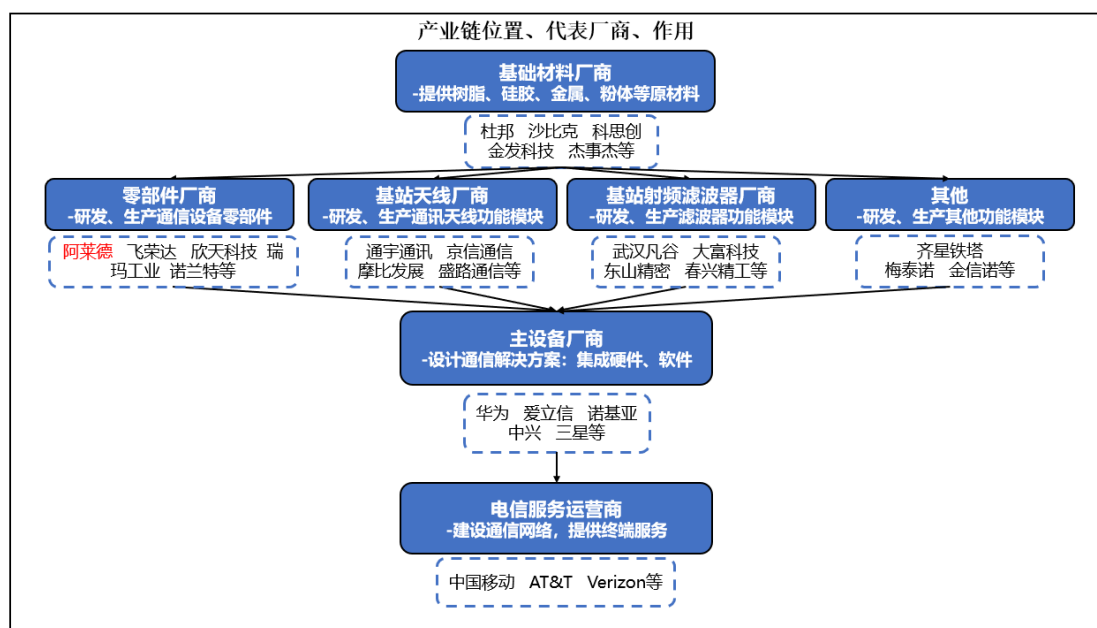 产业链位置、代表厂商、作用
基础材料厂商
-提供树脂、硅胶、金属、粉体等原材料
杜邦 沙比克 科思创
金发科技 杰事杰等
零部件厂商
-研发、生产通信设备零部件
阿莱德 飞荣达 欣天科技 瑞
玛工业 诺兰特等
基站天线厂商
-研发、生产通讯天线功能模块
通宇通讯 京信通信
摩比发展 盛路通信等
基站射频滤波器厂商
-研发、生产滤波器功能模块
武汉凡谷 大富科技
东山精密 春兴精工等
其他
-研发、生产其他功能模块
齐星铁塔
梅泰诺 金信诺等
主设备厂商
-设计通信解决方案：集成硬件、软件
华为 爱立信 诺基亚
中兴 三星等
电信服务运营商
-建设通信网络，提供终端服务
中国移动 AT&T Verizon等